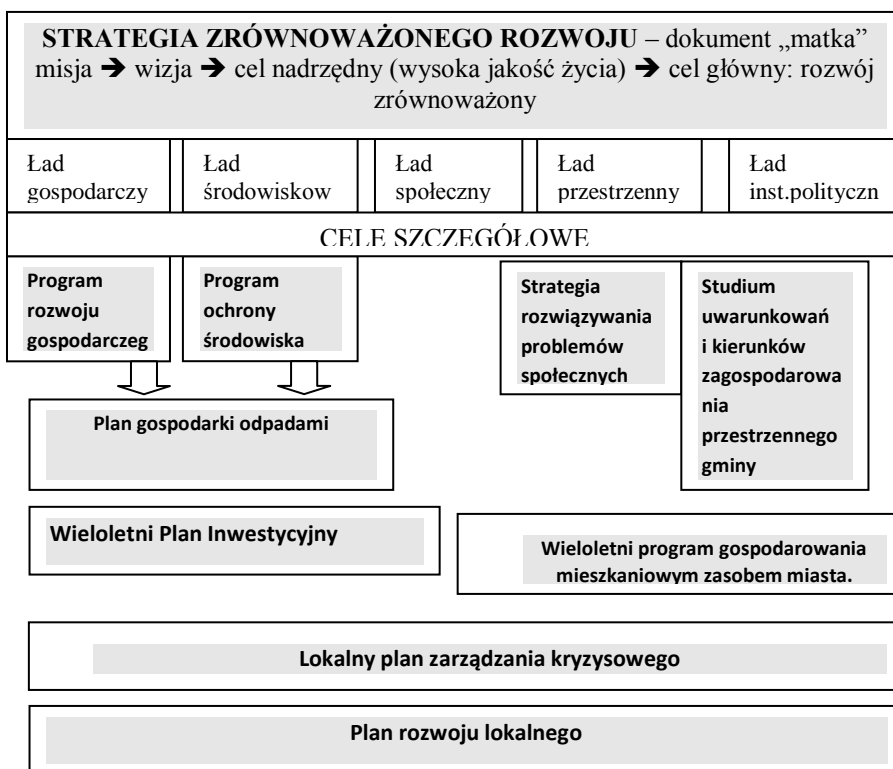 STRATEGIA ZRÓWNOWAŻONEGO ROZWOJU – dokument „matka”
misja ➔ wizja ➔ cel nadrzędny (wysoka jakość życia) ➔ cel główny: rozwój
zrównoważony
Ład
gospodarczy
Ład
środowiskow
Ład
społeczny
Ład
przestrzenny
Ład
inst.polityczn
CELE SZCZEGÓŁOWE
Program
rozwoju
gospodarczeg
Program
ochrony
środowiska
Strategia
rozwiązywania
problemów
społecznych
Studium
uwarunkowań
i kierunków
zagospodarowa
nia
przestrzennego
gminy
Plan gospodarki odpadami
Wieloletni Plan Inwestycyjny
Wieloletni program gospodarowania
mieszkaniowym zasobem miasta.
Lokalny plan zarządzania kryzysowego
Plan rozwoju lokalnego